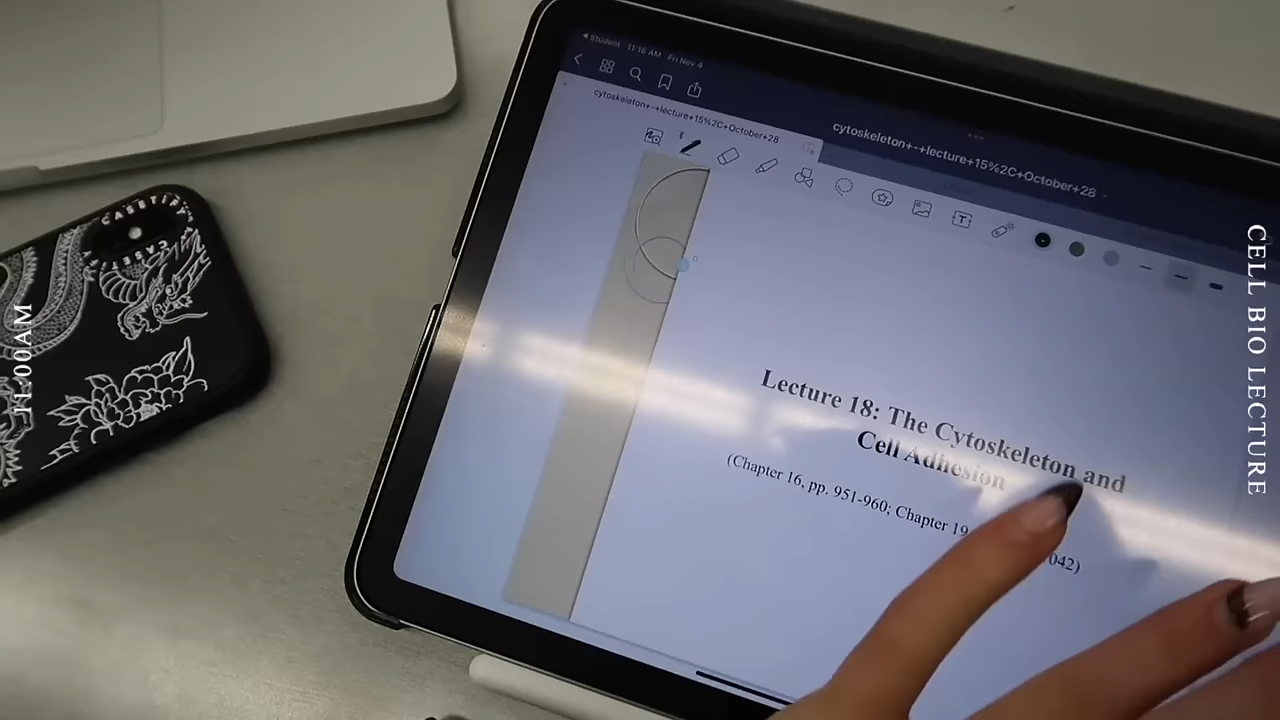 ◀ Student 11:16 AM Fri Nov 4
cytoskeleton+-+lecture+15%2C+October+28
cytoskeleton+-+lecture+15%2C+October+28
T
Lecture 18: The Cytoskeleton and
Cell Adhesion
(Chapter 16, pp. 951-960; Chapter 19 042)
CASETIFY
CASETIFY
11:00AM
CELL BIO LECTURE